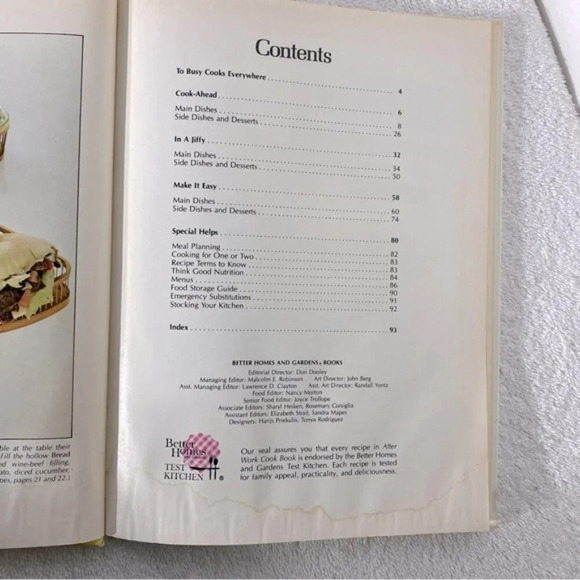 ble at the table their
Fill the hollow Bread
ed wine-beef filling,
ato, diced cucumber,
pes, pages 21 and 22.)
Contents
To Busy Cooks Everywhere 4
Cook-Ahead 6
Main Dishes 8
Side Dishes and Desserts 26
In A Jiffy 32
Main Dishes 34
Side Dishes and Desserts 50
Make It Easy 58
Main Dishes 60
Side Dishes and Desserts 74
Special Helps 80
Meal Planning 82
Cooking for One or Two 83
Recipe Terms to Know 83
Think Good Nutrition 84
Menus 86
Food Storage Guide 90
Emergency Substitutions 91
Stocking Your Kitchen 92
Index 93
BETTER HOMES AND GARDENS® BOOKS
Editorial Director: Don Dooley
Managing Editor: Malcolm E. Robinson Art Director: John Berg
Asst. Managing Editor: Lawrence D. Clayton Asst. Art Director: Randall Yontz
Food Editor: Nancy Morton
Senior Food Editor: Joyce Trollope
Associate Editors: Sharyl Heiken, Rosemary Corsiglia
Assistant Editors: Elizabeth Strait, Sandra Mapes
Designers: Harijs Priekulis, Tonya Rodriguez
Better
Homes
TEST
KITCHEN ®
Our seal assures you that every recipe in After
Work Cook Book is endorsed by the Better Homes
and Gardens Test Kitchen. Each recipe is tested
for family appeal, practicality, and deliciousness.